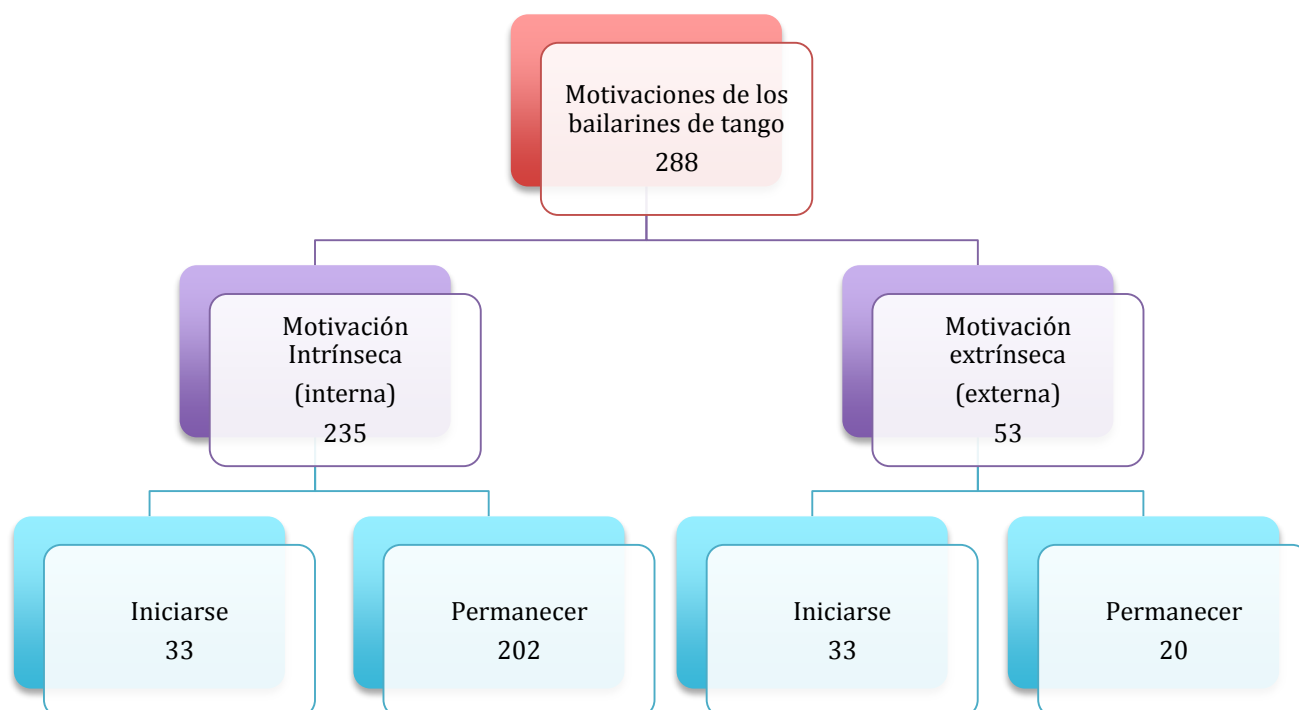 Motivaciones de los
bailarines de tango
288
Motivación
Intrínseca
(interna)
235
Motivación
extrínseca
(externa)
53
Iniciarse
33
Permanecer
202
Iniciarse
33
Permanecer
20